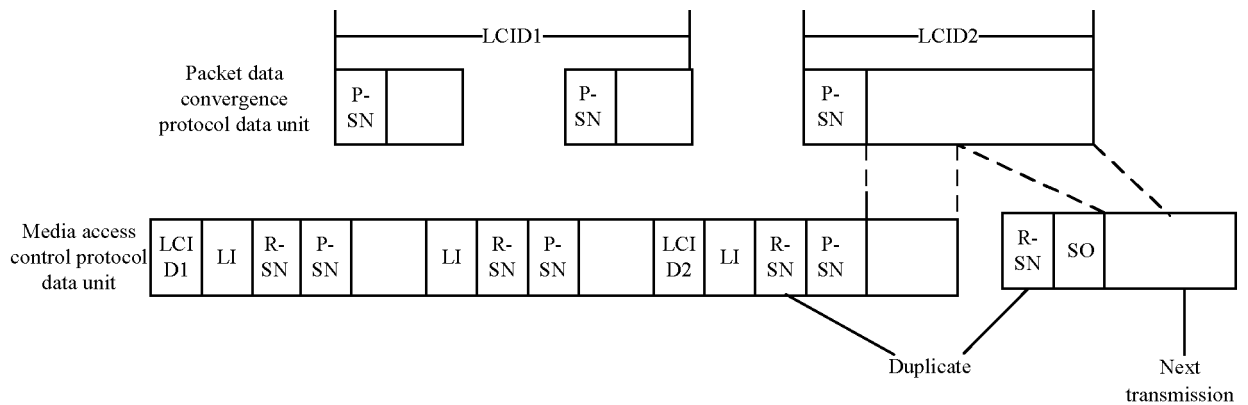 LCID1
LCID2
Packet data
convergence
protocol data unit
P-
SN
P-
SN
P-
SN
Media access
control protocol
data unit
LCI
D1
LI
R-
SN
P-
SN
LI
R-
SN
P-
SN
LCI
D2
LI
R-
SN
P-
SN
R-
SN
SO
Duplicate
Next
transmission